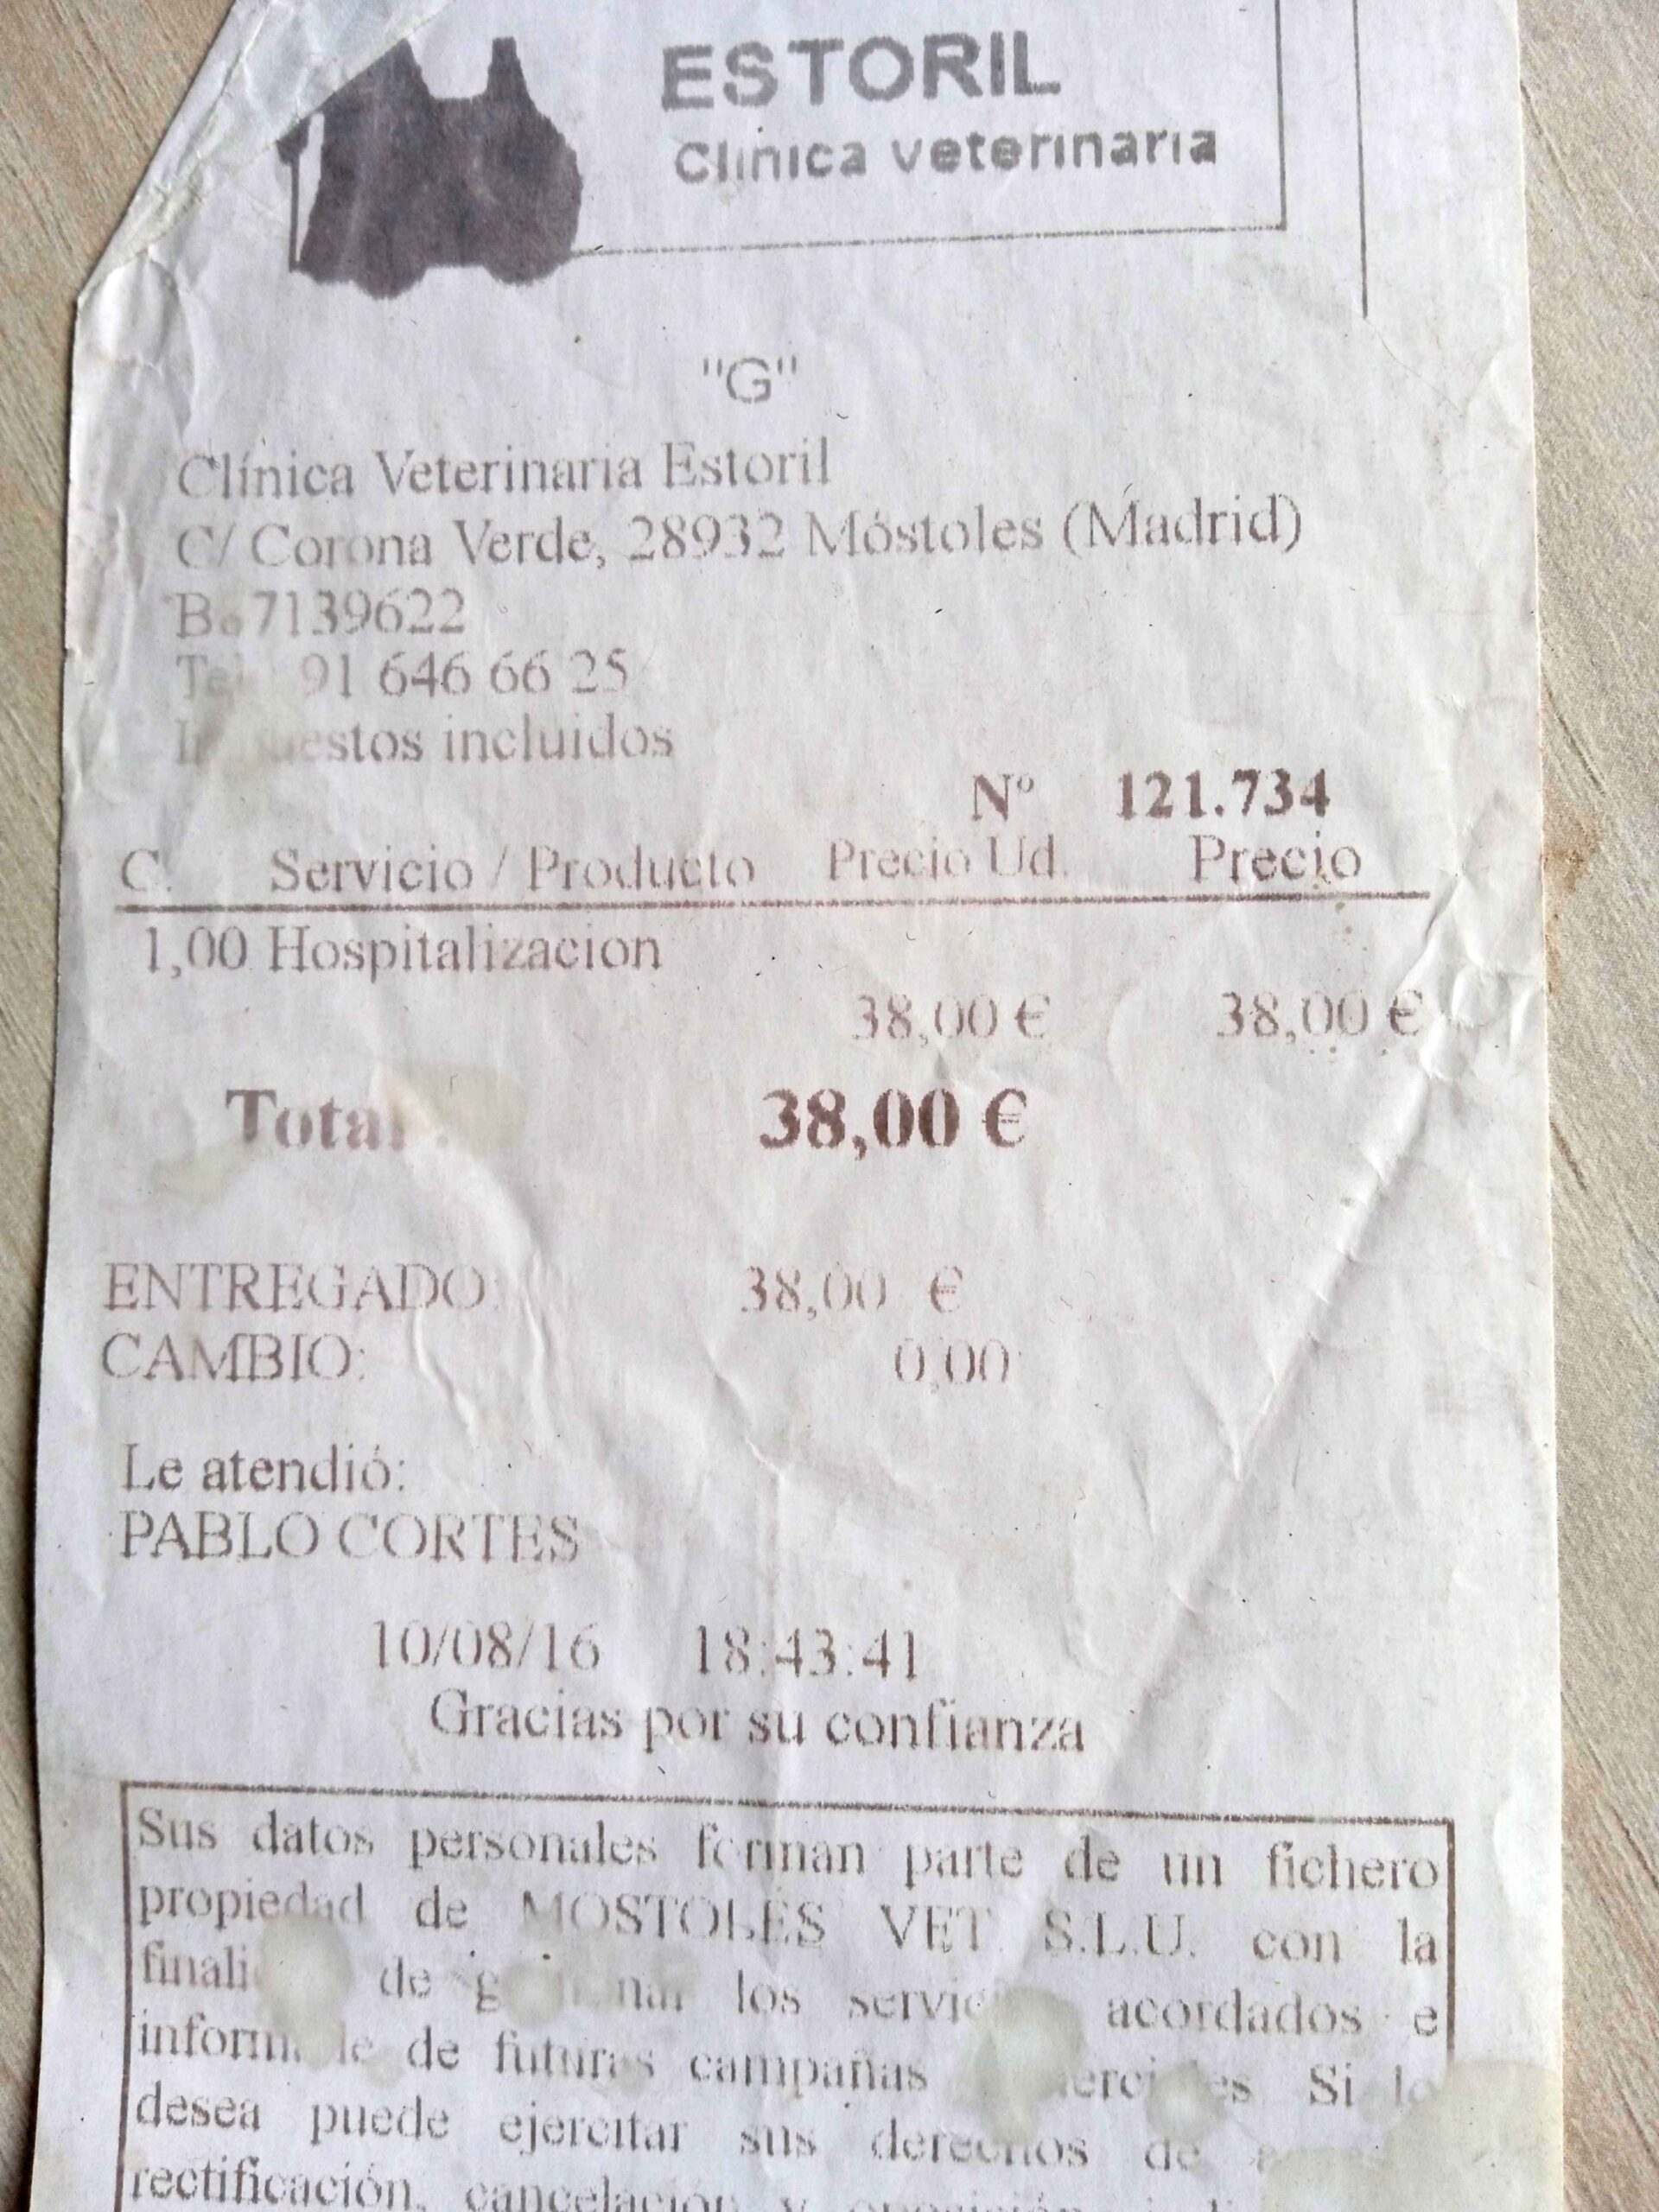 ESTORIL
Clínica veterinaria
"G"
Clínica Veterinaria Estoril
C/ Corona Verde, 28932 Móstoles (Madrid)
7139622
91 646 66 25
incluidos
Nº 121.734
C. Servicio / Producto Precio Ud. Precio
1,00 Hospitalizacion
38,00 € 38,00 €
Total 38,00 €
ENTREGADO: 38,00 €
CAMBIO: 0,00
Le atendió:
PABLO CORTES
10/08/16 18:43:41
Gracias por su confianza
Sus datos personales forman parte de un fichero
propiedad de MOSTOLES VET S.L.U. con la
de los acordados e
de futuras campañas Si
desea puede ejercitar sus derechos de
rectificación, cancelación y